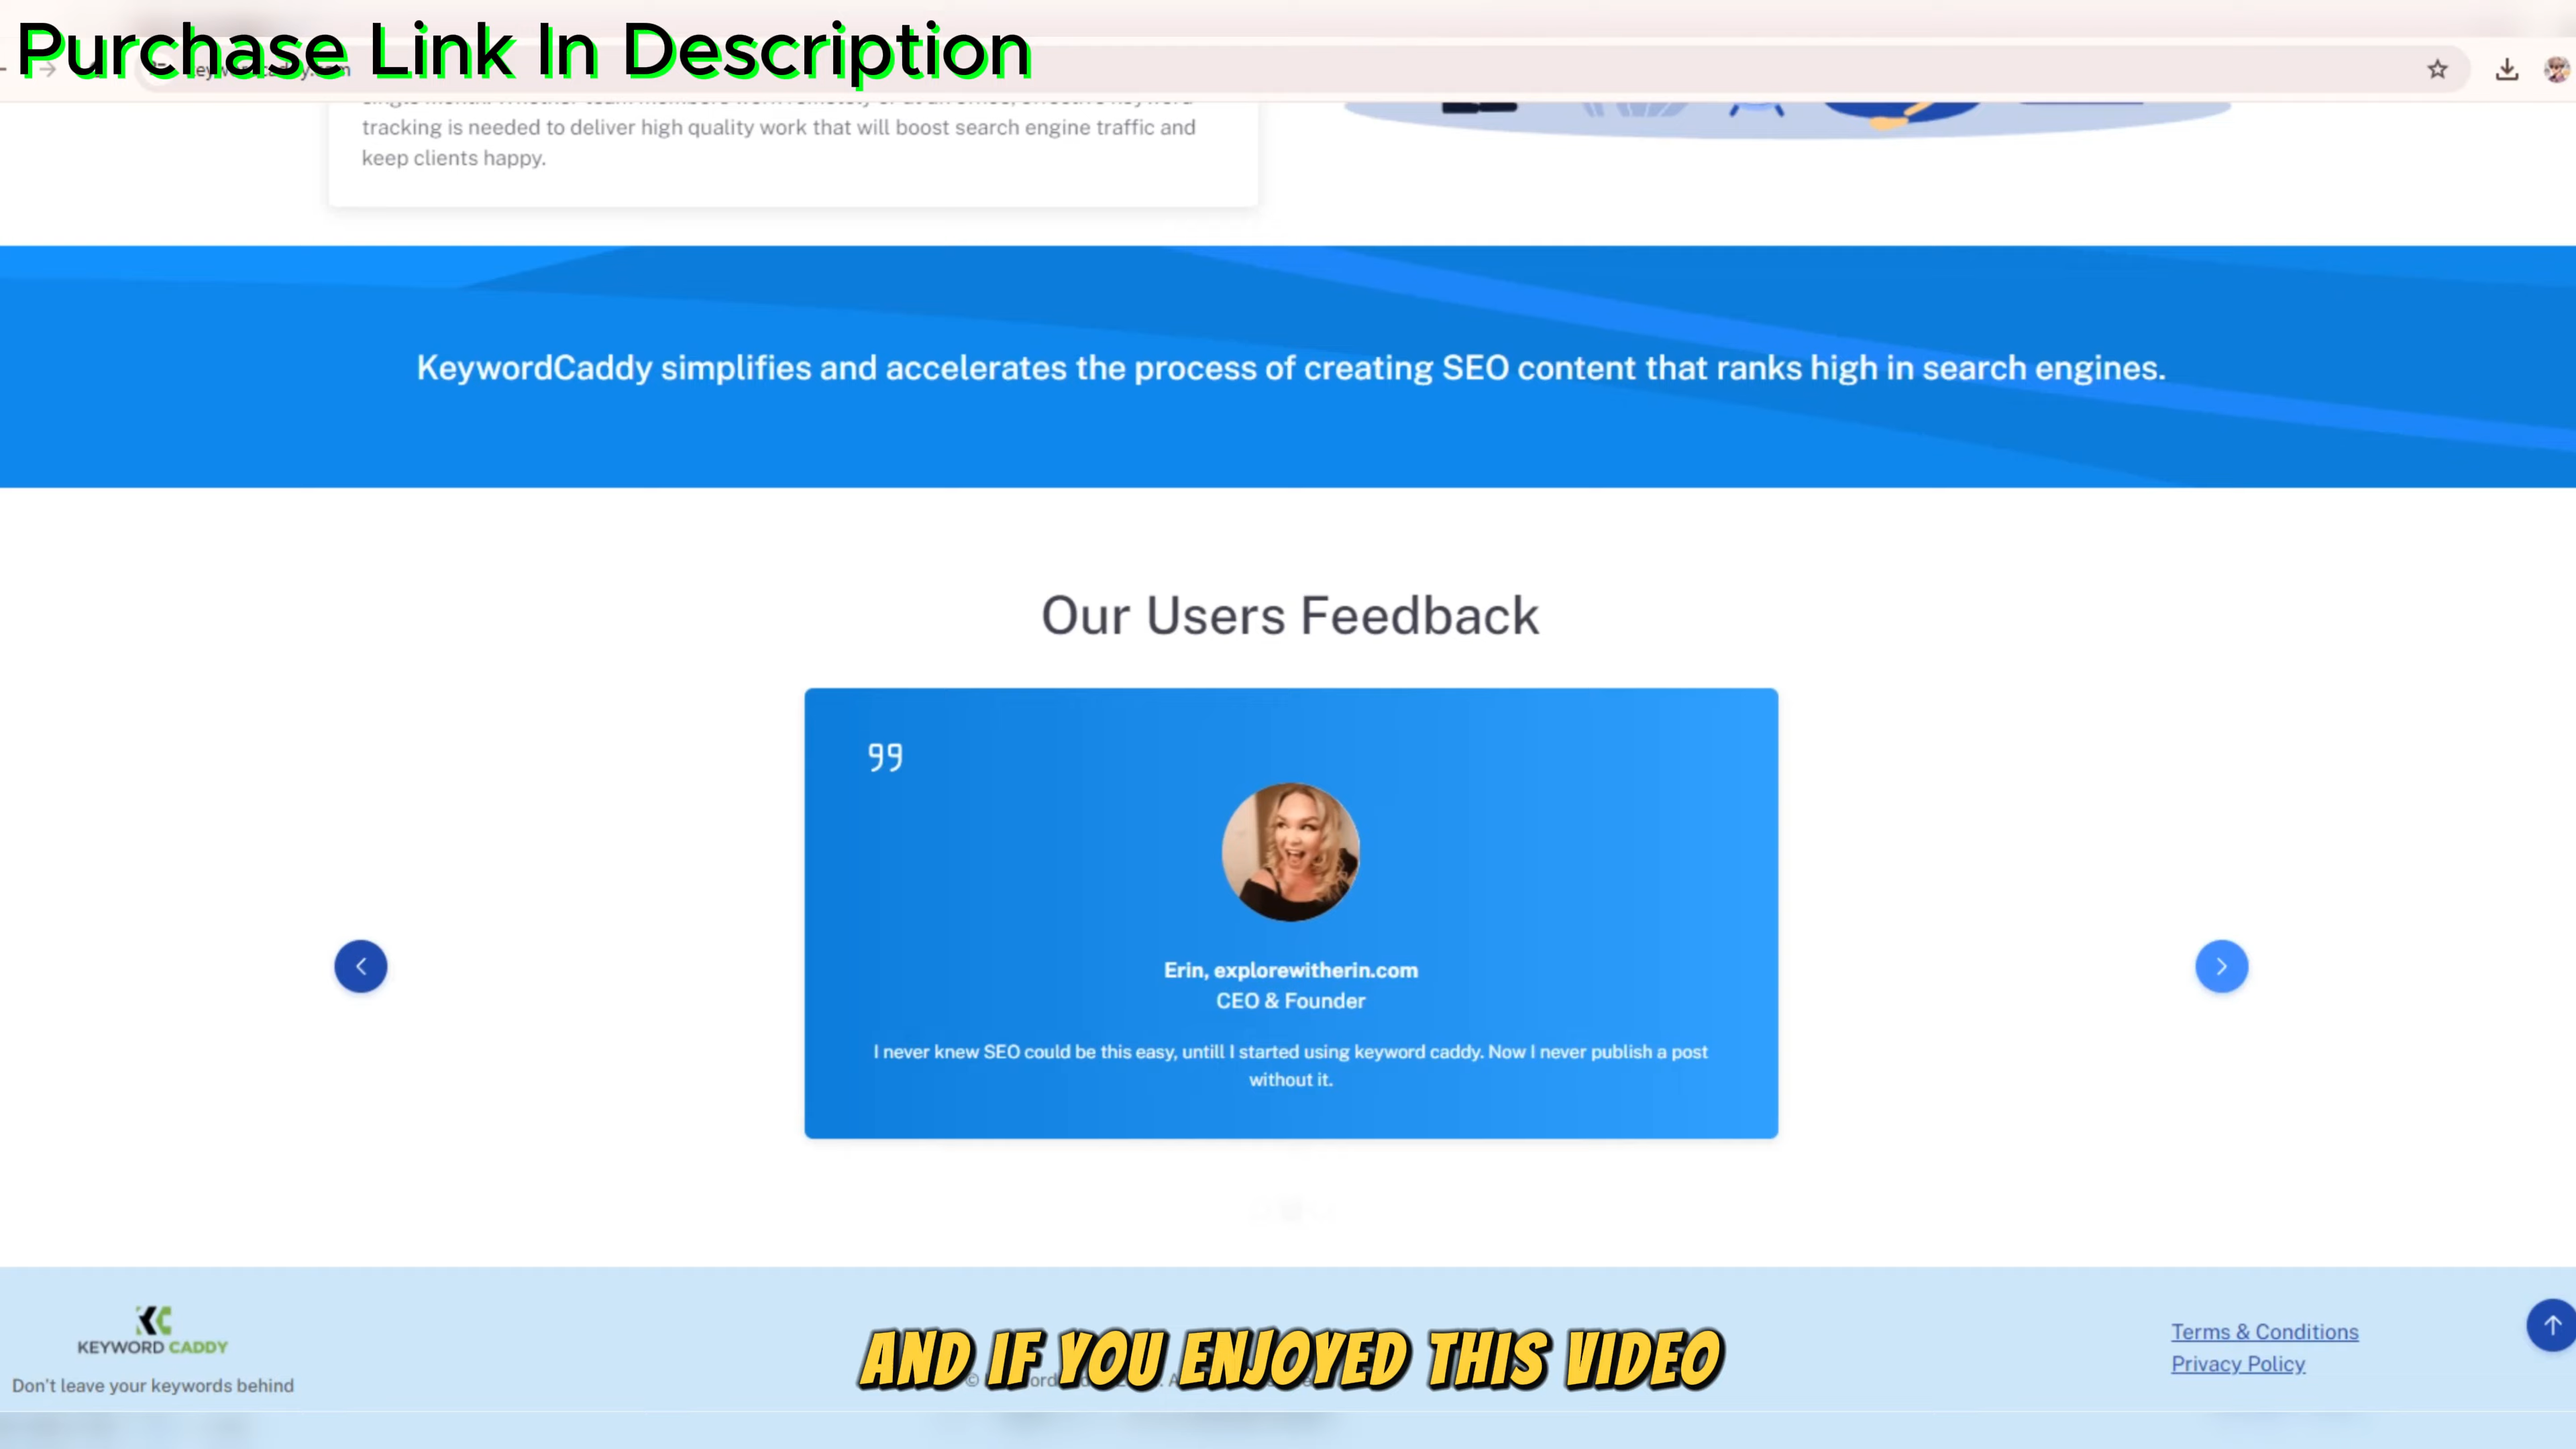 Purchase Link In Description
tracking is needed to deliver high quality work that will boost search engine traffic and
keep clients happy.
KeywordCaddy simplifies and accelerates the process of creating SEO content that ranks high in search engines.
Our Users Feedback
Erin, explorewitherin.com
CEO & Founder
I never knew SEO could be this easy, untill I started using keyword caddy. Now I never publish a post
without it.
KEYWORD CADDY
Don't leave your keywords behind
AND IF YOU ENJOYED THIS VIDEO
Terms & Conditions
Privacy Policy